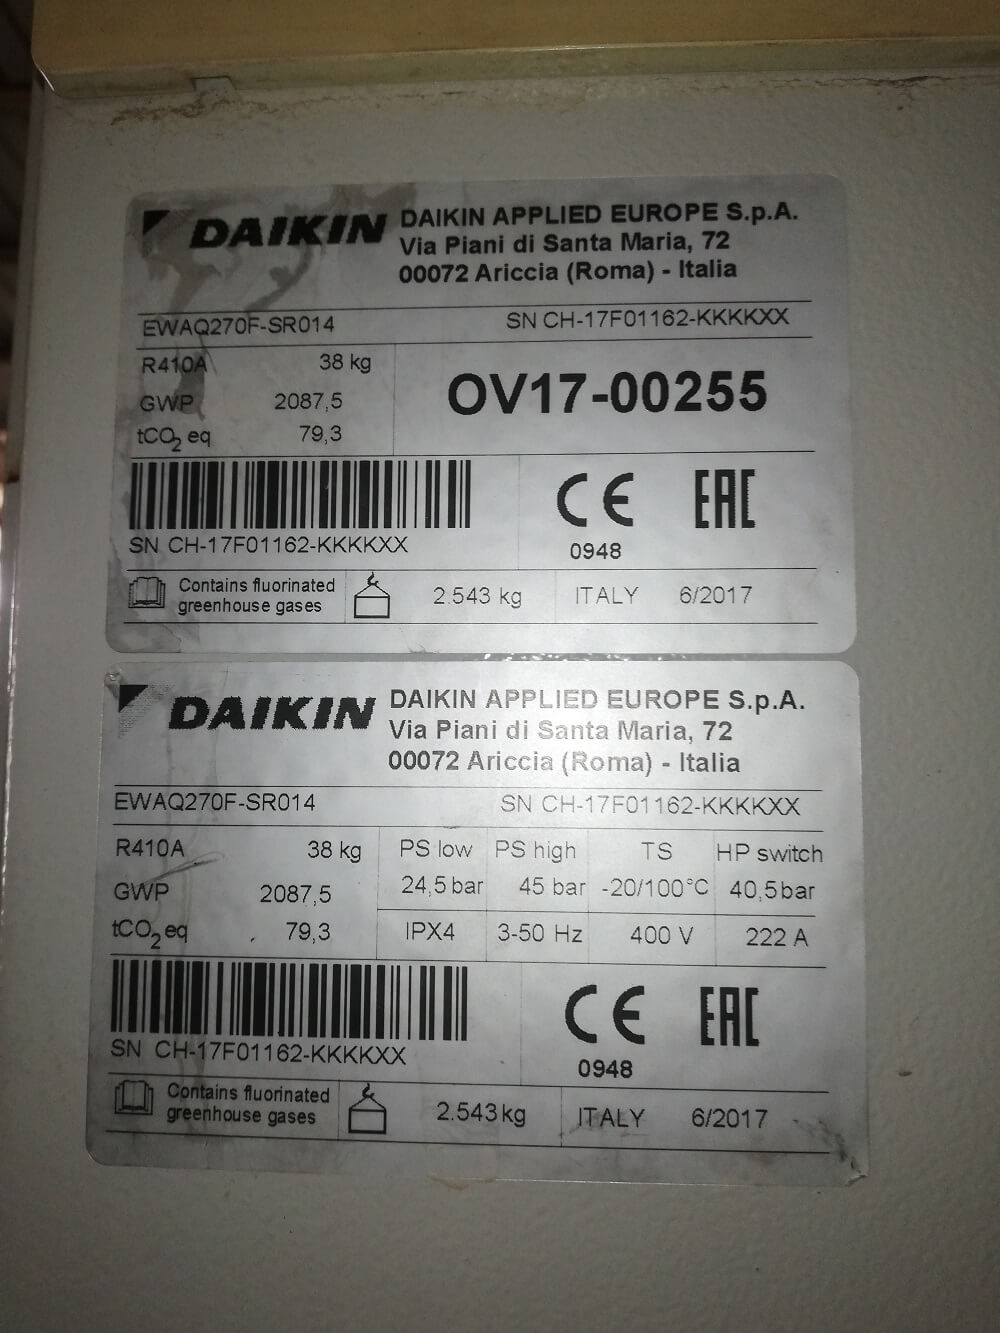 DAIKIN
DAIKIN APPLIED EUROPE S.p.A.
Via Piani di Santa Maria, 72
00072 Ariccia (Roma) - Italia
EWAQ270F-SR014 SN CH-17F01162-KKKKXX
R410A 38 kg
GWP 2087,5
tCO2 eq 79,3
OV17-00255
SN CH-17F01162-KKKKXX
CE EAC
0948
Contains fluorinated
greenhouse gases
2.543 kg ITALY 6/2017
DAIKIN
DAIKIN APPLIED EUROPE S.p.A.
Via Piani di Santa Maria, 72
00072 Ariccia (Roma) - Italia
EWAQ270F-SR014 SN CH-17F01162-KKKKXX
R410A 38 kg PS low PS high TS HP switch
GWP 2087,5 24,5 bar 45 bar -20/100°C 40,5bar
tCO2 eq 79,3 IPX4 3-50 Hz 400 V 222 A
SN CH-17F01162-KKKKXX
CE EAC
0948
Contains fluorinated
greenhouse gases
2.543 kg ITALY 6/2017